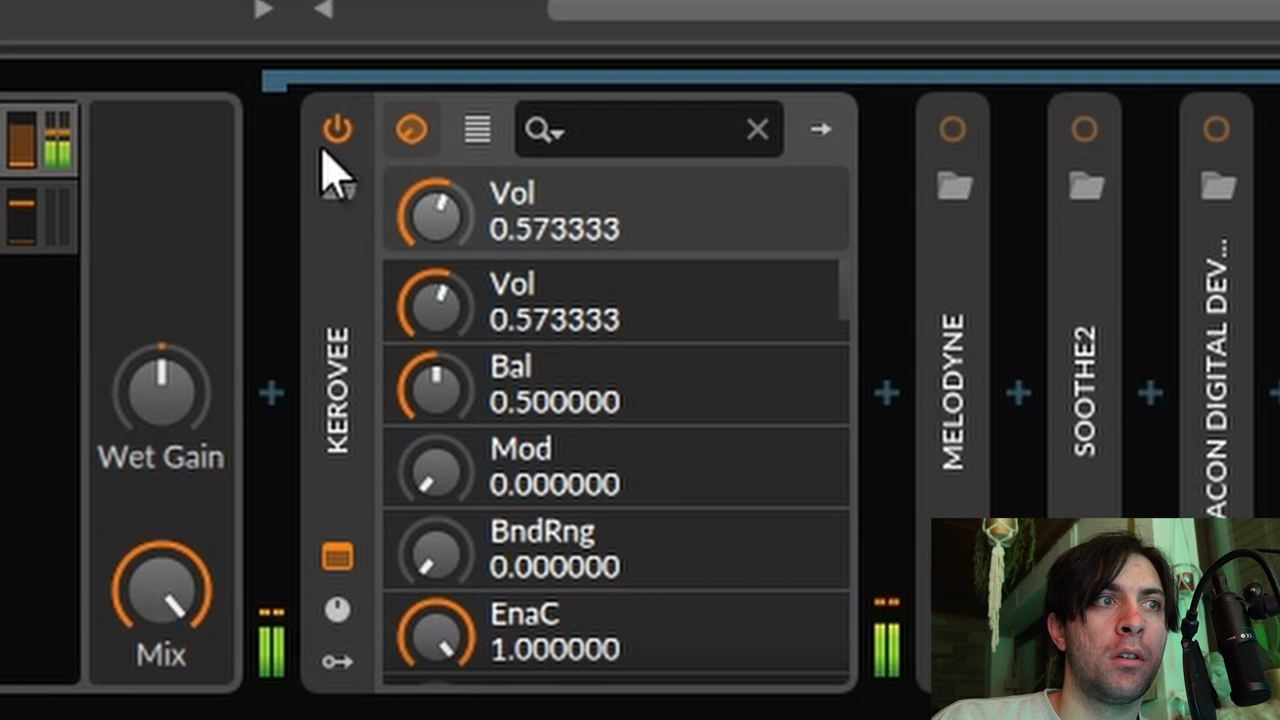 Wet Gain
Mix
KEROVEE
Vol
0.573333
Vol
0.573333
Bal
0.500000
Mod
0.000000
BndRng
0.000000
EnaC
1.000000
MELODYNE
SOOTHE2
ACON DIGITAL DEV...